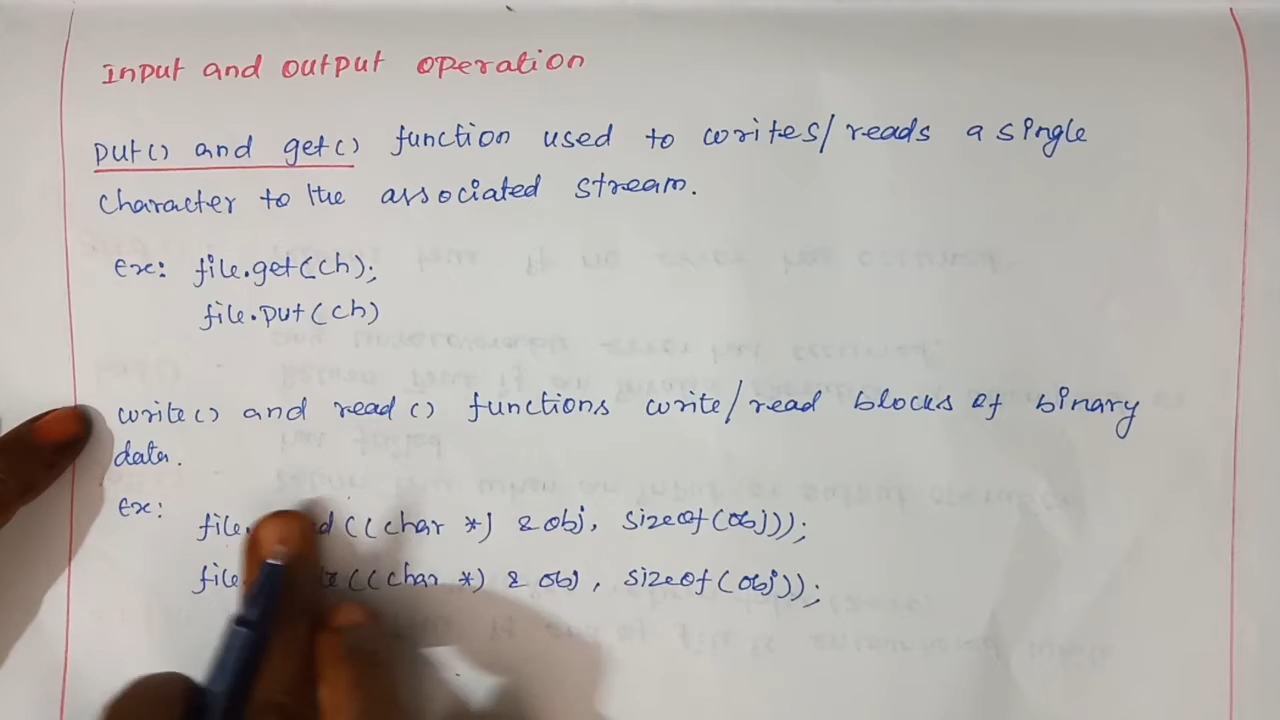 Input and output operation
put() and get() function used to writes/reads a single
character to the associated stream.
Ex: file.get(ch);
file.put(ch)
write() and read() functions write/read blocks of binary
data.
Ex:
file. ((char *) &obj, sizeof(obj));
file. ((char *) &obj, sizeof(obj));